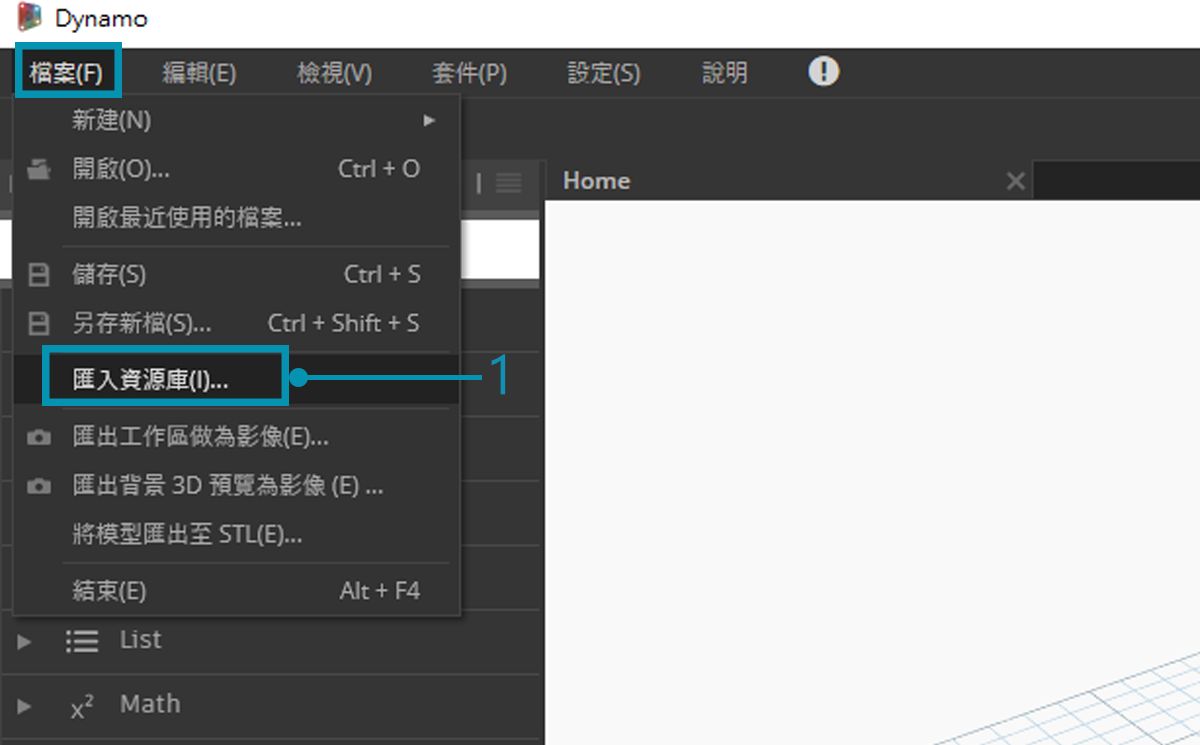 Dynamo
檔案(F) 編輯(E) 檢視(V) 套件(P) 設定(S) 說明
新建(N)
開啟(O)... Ctrl + O
開啟最近使用的檔案...
儲存(S) Ctrl + S
另存新檔(S)... Ctrl + Shift + S
匯入資源庫(I)... 1
匯出工作區做為影像(E)...
匯出背景 3D 預覽為影像 (E) ...
將模型匯出至 STL(E)...
結束(E) Alt + F4
Home
List
x² Math